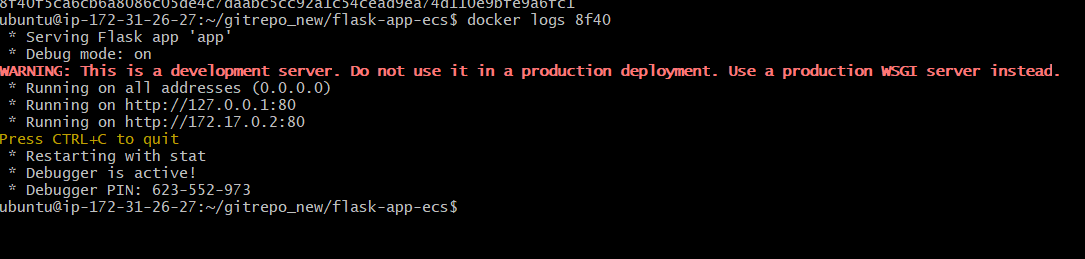 8f40f5ca6cb6a8086c05de4c7daabc5cc92a1c54cead9ea74d110e9bfe9a6fc1
ubuntu@ip-172-31-26-27:~/gitrepo_new/flask-app-ecs$ docker logs 8f40
 * Serving Flask app 'app'
 * Debug mode: on
WARNING: This is a development server. Do not use it in a production deployment. Use a production WSGI server instead.
 * Running on all addresses (0.0.0.0)
 * Running on http://127.0.0.1:80
 * Running on http://172.17.0.2:80
Press CTRL+C to quit
 * Restarting with stat
 * Debugger is active!
 * Debugger PIN: 623-552-973
ubuntu@ip-172-31-26-27:~/gitrepo_new/flask-app-ecs$